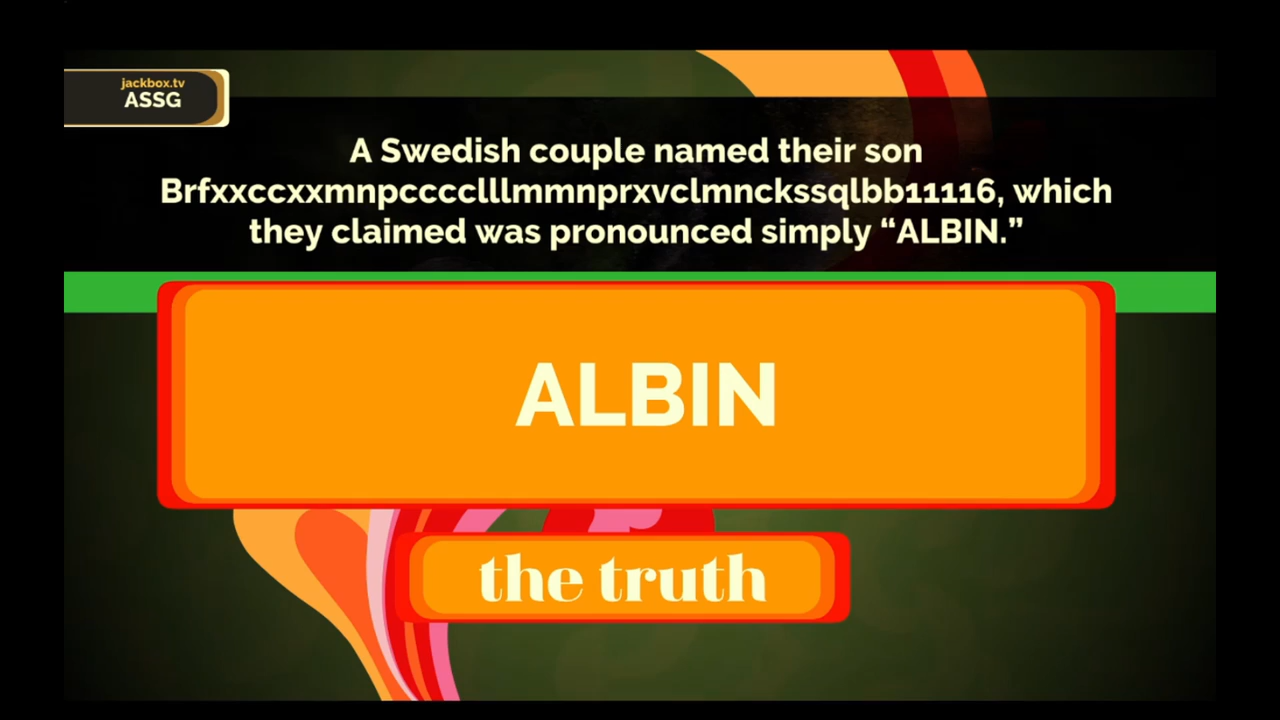 jackbox.tv
ASSG
A Swedish couple named their son
Brfxxccxxmnpcccclllmmnprxvclmnckssqlbb11116, which
they claimed was pronounced simply “ALBIN.”
ALBIN
the truth